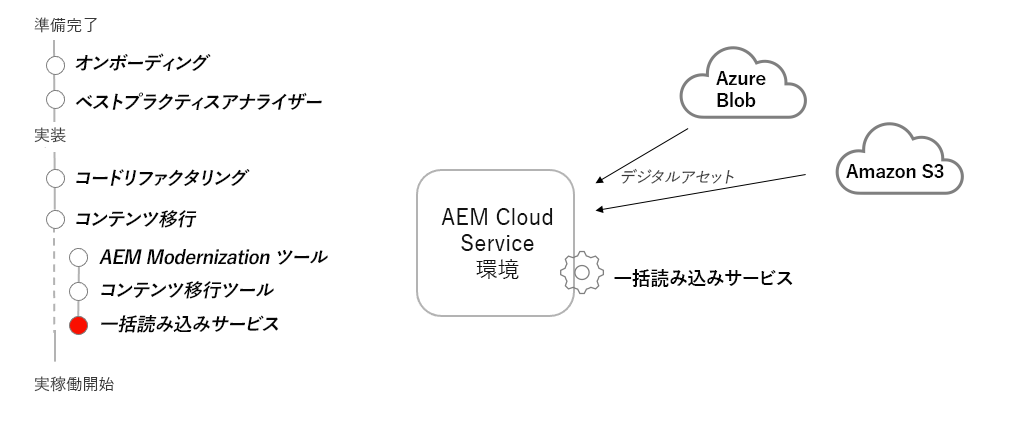 準備完了
オンボーディング
ベストプラクティスアナライザー
実装
コードリファクタリング
コンテンツ移行
AEM Modernization ツール
コンテンツ移行ツール
一括読み込みサービス
実稼働開始
AEM Cloud
Service
環境
一括読み込みサービス
デジタルアセット
Azure
Blob
Amazon S3